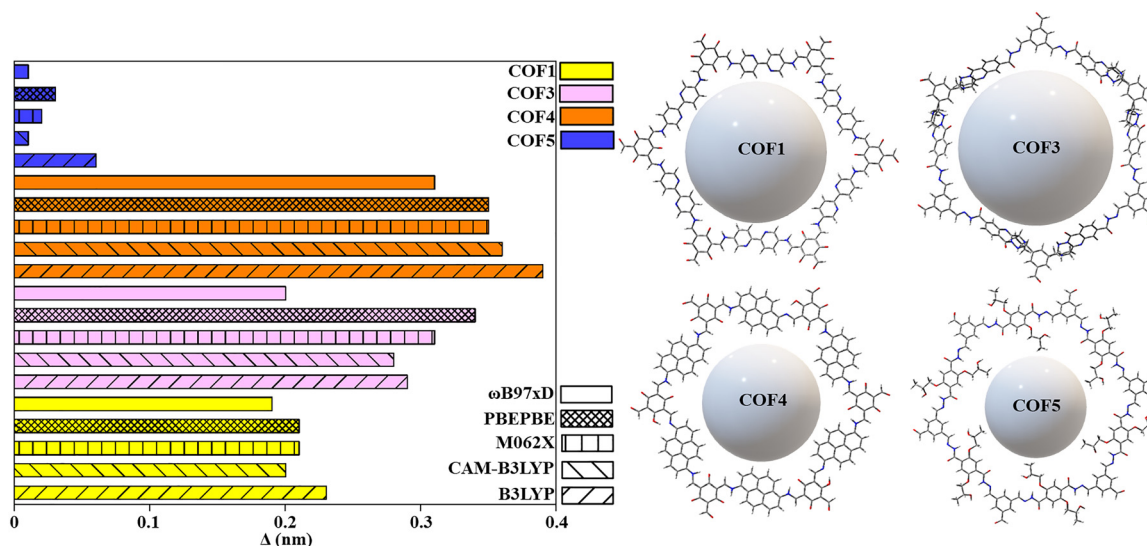 COF1
COF3
COF4
COF5
ωB97xD
PBEPBE
M062X
CAM-B3LYP
B3LYP
0 0.1 0.2 0.3 0.4
Δ (nm)
COF1
COF3
COF4
COF5